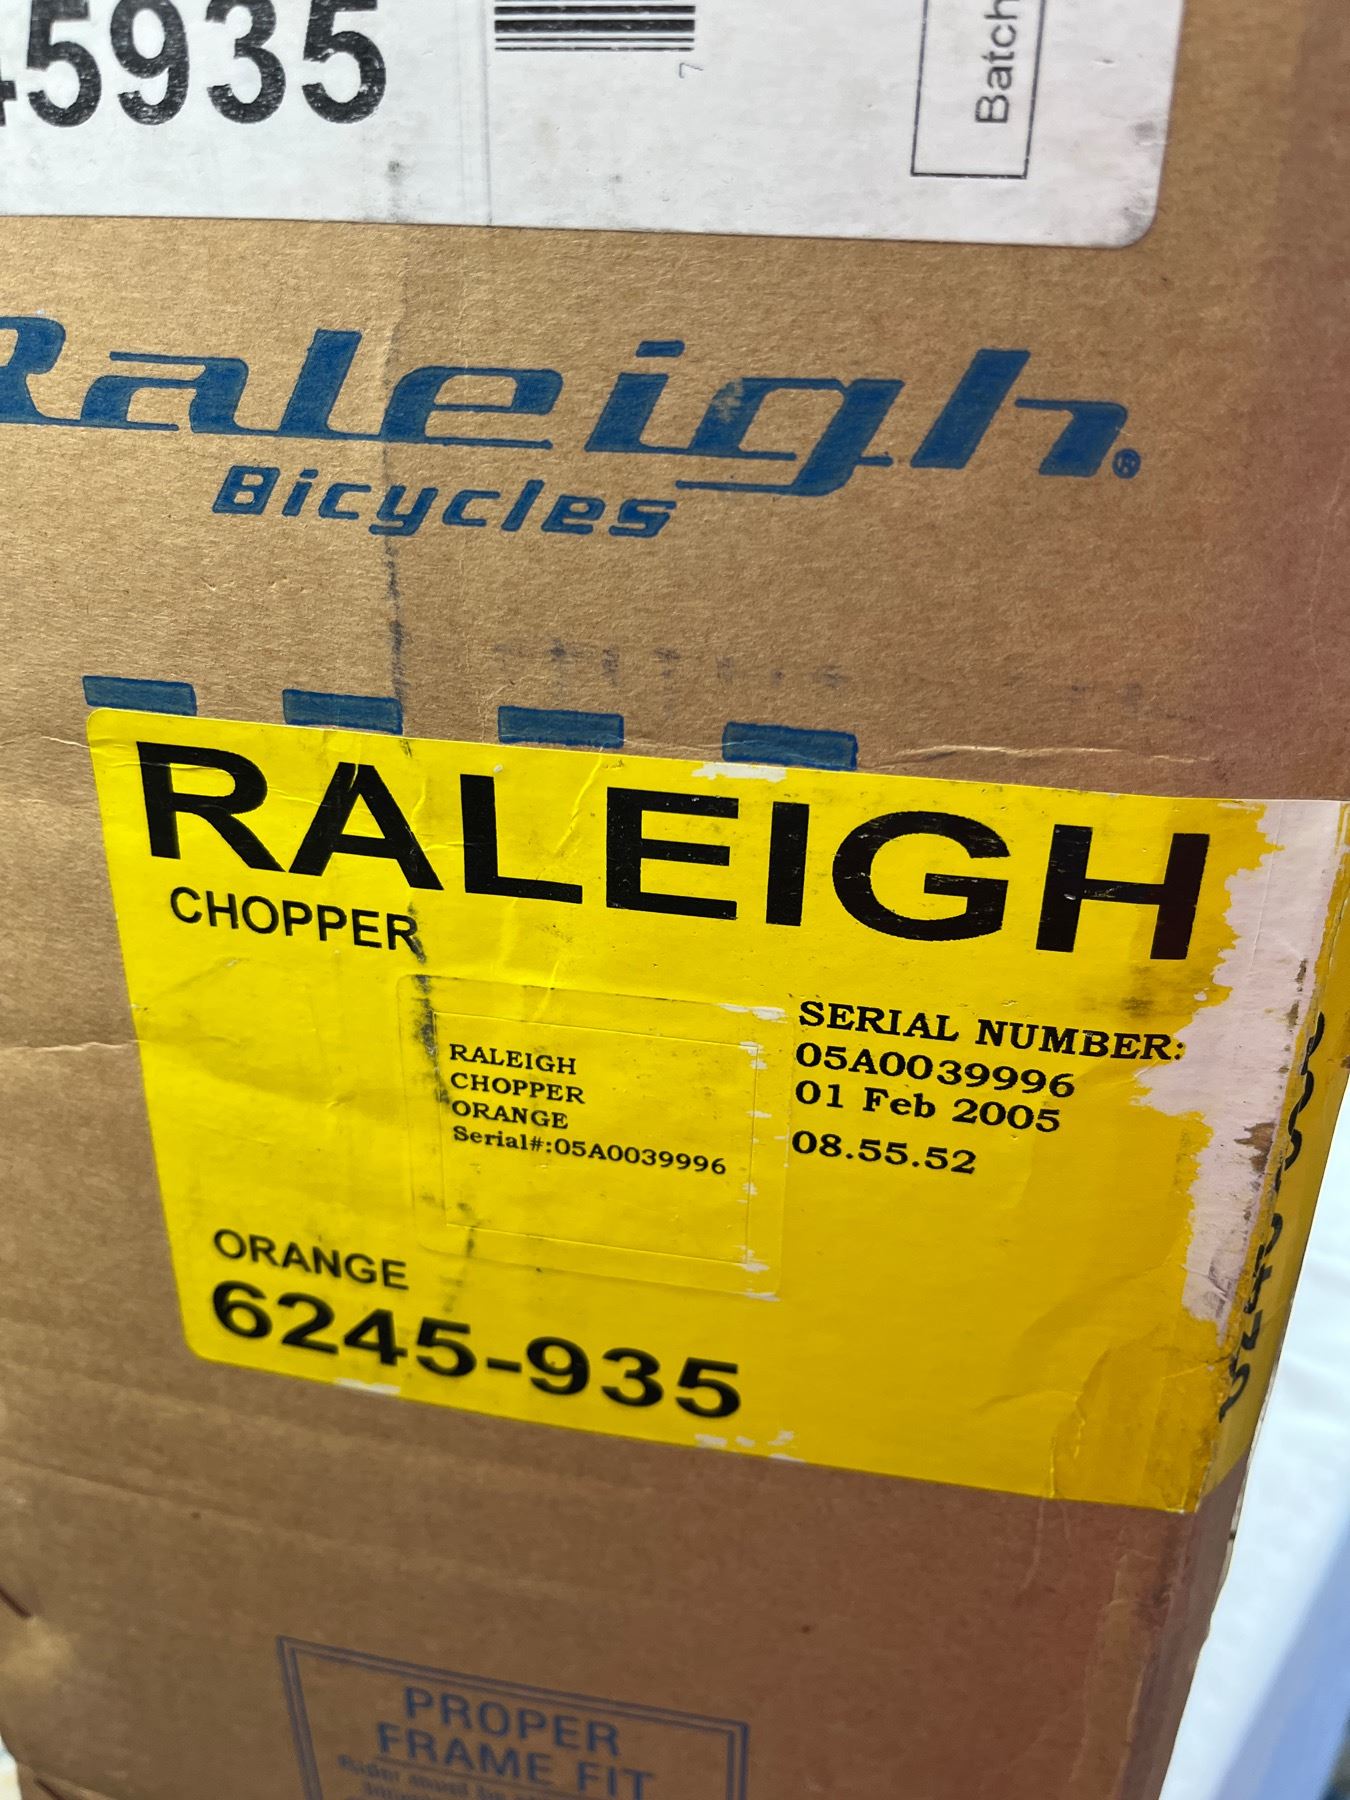 45935
7
Batch
Raleigh®
Bicycles
RALEIGH
CHOPPER
SERIAL NUMBER:
05A0039996
01 Feb 2005
08.55.52
RALEIGH
CHOPPER
ORANGE
Serial#:05A0039996
ORANGE
6245-935
PROPER
FRAME FIT